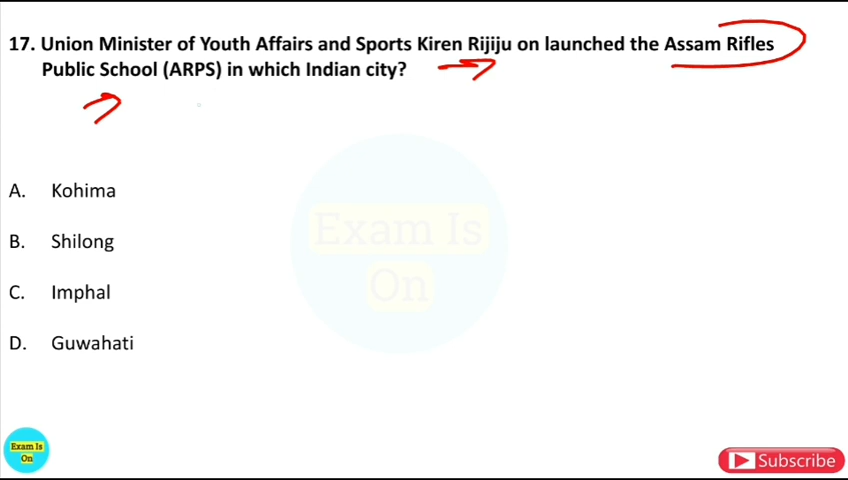 17. Union Minister of Youth Affairs and Sports Kiren Rijiju on launched the Assam Rifles
Public School (ARPS) in which Indian city?
A. Kohima
B. Shilong
C. Imphal
D. Guwahati
Exam Is
On
Exam Is
On
Subscribe